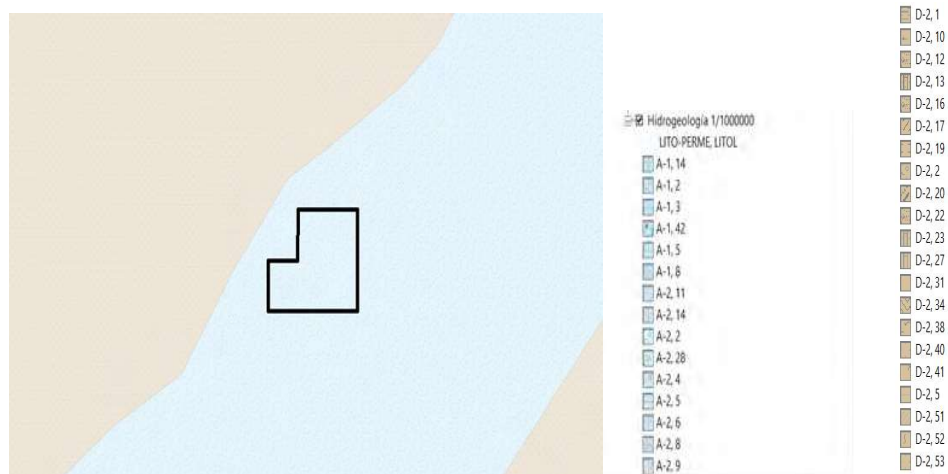 Hidrogeología 1/1000000
LITO-PERME, LITOL
A-1, 14
A-1, 2
A-1, 3
A-1, 42
A-1, 5
A-1, 8
A-2, 11
A-2, 14
A-2, 2
A-2, 28
A-2, 4
A-2, 5
A-2, 6
A-2, 8
A-2, 9
D-2, 1
D-2, 10
D-2, 12
D-2, 13
D-2, 16
D-2, 17
D-2, 19
D-2, 2
D-2, 20
D-2, 22
D-2, 23
D-2, 27
D-2, 31
D-2, 34
D-2, 38
D-2, 40
D-2, 41
D-2, 5
D-2, 51
D-2, 52
D-2, 53